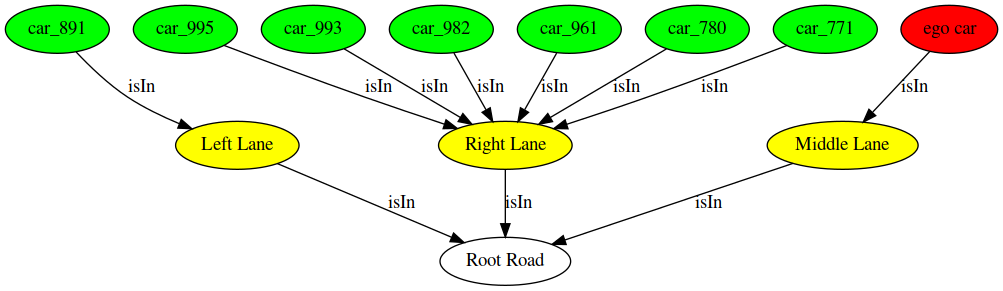 car_891
car_995
car_993
car_982
car_961
car_780
car_771
ego car
isIn
isIn
isIn
isIn
isIn
isIn
isIn
isIn
Left Lane
Right Lane
Middle Lane
isIn
isIn
isIn
Root Road